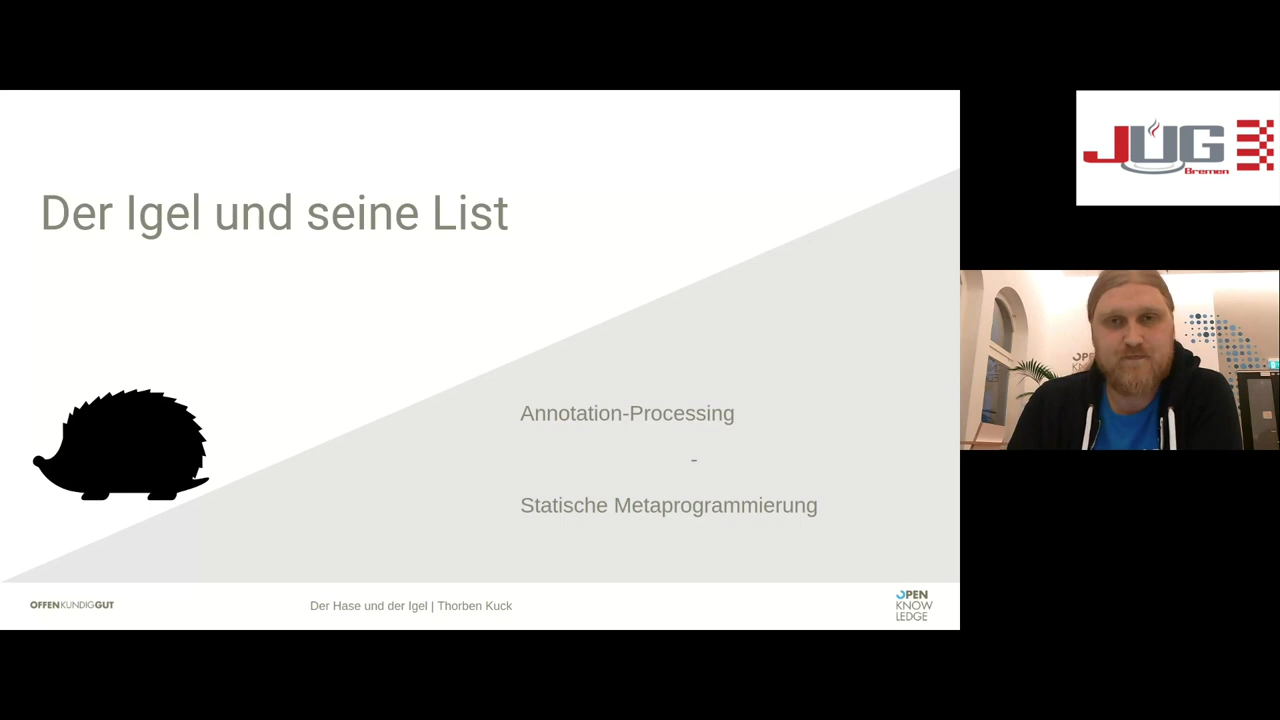 Der Igel und seine List
Annotation-Processing
-
Statische Metaprogrammierung
OFFENKUNDIGGUT
Der Hase und der Igel | Thorben Kuck
OPEN
KNOW
LEDGE
JUG
Bremen
OPEN